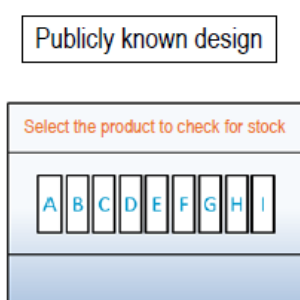 Publicly known design
Select the product to check for stock
A B C D E F G H I